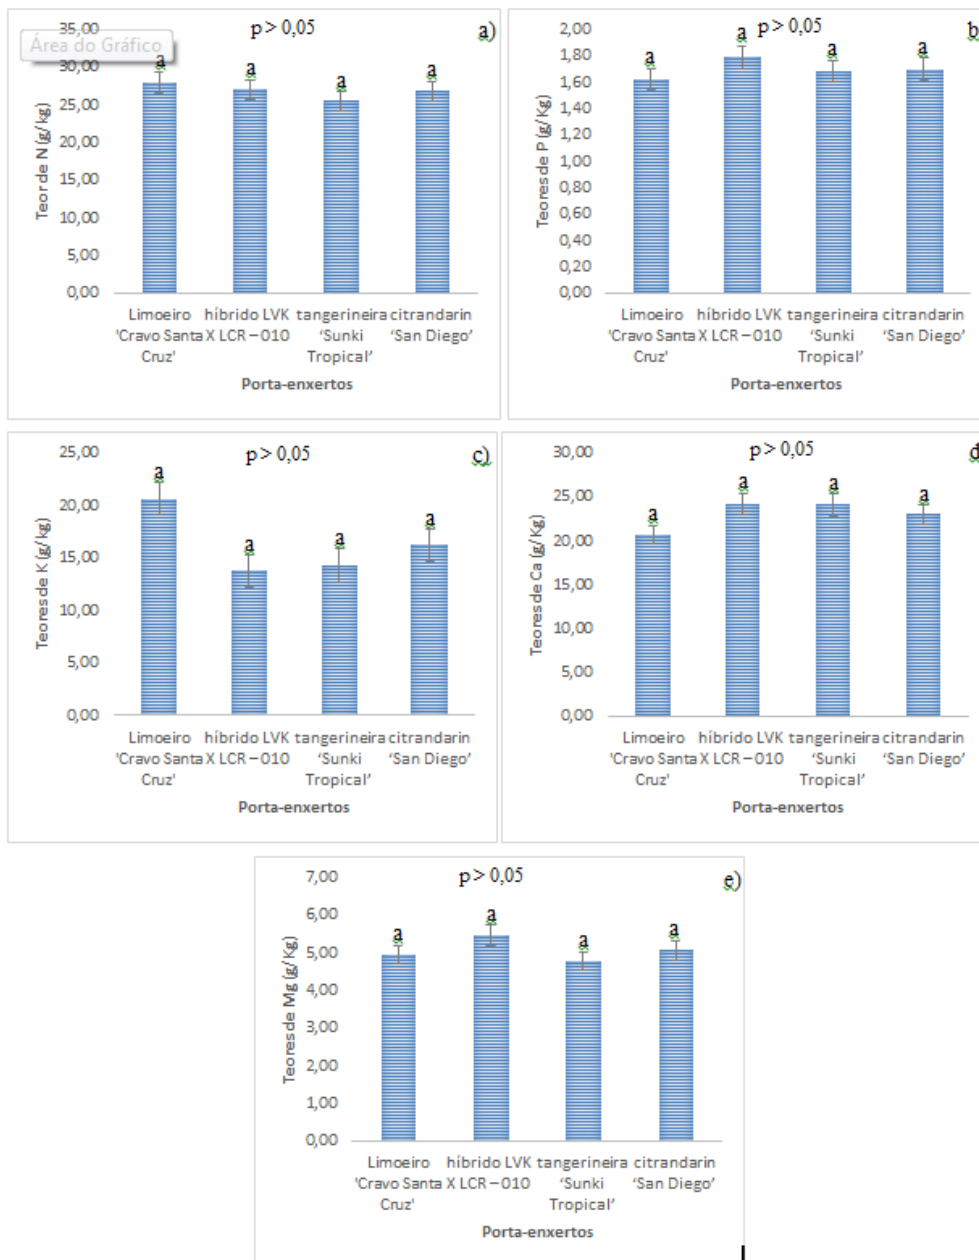 35,00
30,00
25,00
20,00
15,00
10,00
5,00
0,00
Teor de N (g/kg)
Área do Gráfico
p > 0,05
a)
a a a a
Limoeiro 'Cravo Santa Cruz'
híbrido LVK X LCR – 010
tangerineira ‘Sunki Tropical’
citrandarin ‘San Diego’
Porta-enxertos
2,00
1,80
1,60
1,40
1,20
1,00
0,80
0,60
0,40
0,20
0,00
Teores de P (g/Kg)
p > 0,05
b
a a a a
Limoeiro 'Cravo Santa Cruz'
híbrido LVK X LCR – 010
tangerineira ‘Sunki Tropical’
citrandarin ‘San Diego’
Porta-enxertos
25,00
20,00
15,00
10,00
5,00
0,00
Teores de K (g/kg)
p > 0,05
c)
a a a a
Limoeiro 'Cravo Santa Cruz'
híbrido LVK X LCR – 010
tangerineira ‘Sunki Tropical’
citrandarin ‘San Diego’
Porta-enxertos
30,00
25,00
20,00
15,00
10,00
5,00
0,00
Teores de Ca (g/Kg)
p > 0,05
d
a a a a
Limoeiro 'Cravo Santa Cruz'
híbrido LVK X LCR – 010
tangerineira ‘Sunki Tropical’
citrandarin ‘San Diego’
Porta-enxertos
7,00
6,00
5,00
4,00
3,00
2,00
1,00
0,00
Teores de Mg (g/Kg)
p > 0,05
e)
a a a a
Limoeiro 'Cravo Santa Cruz'
híbrido LVK X LCR – 010
tangerineira ‘Sunki Tropical’
citrandarin ‘San Diego’
Porta-enxertos